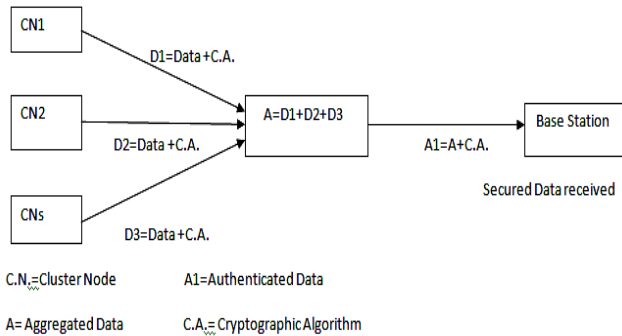 CN1
D1=Data +C.A.
CN2
A=D1+D2+D3
Base Station
D2=Data +C.A.
A1=A+C.A.
Secured Data received
CNs
D3=Data +C.A.
C.N.=Cluster Node
A1=Authenticated Data
A= Aggregated Data
C.A.= Cryptographic Algorithm